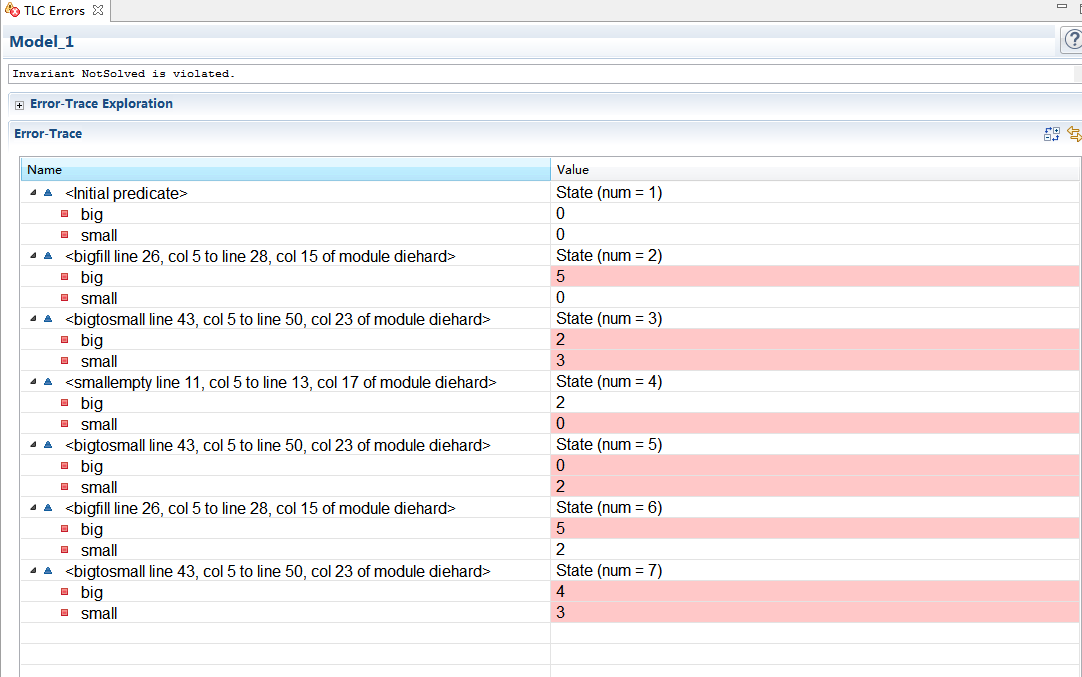 TLC Errors
Model_1
Invariant NotSolved is violated.
Error-Trace Exploration
Error-Trace
Name Value
<Initial predicate> State (num = 1)
big 0
small 0
<bigfill line 26, col 5 to line 28, col 15 of module diehard> State (num = 2)
big 5
small 0
<bigtosmall line 43, col 5 to line 50, col 23 of module diehard> State (num = 3)
big 2
small 3
<smallempty line 11, col 5 to line 13, col 17 of module diehard> State (num = 4)
big 2
small 0
<bigtosmall line 43, col 5 to line 50, col 23 of module diehard> State (num = 5)
big 0
small 2
<bigfill line 26, col 5 to line 28, col 15 of module diehard> State (num = 6)
big 5
small 2
<bigtosmall line 43, col 5 to line 50, col 23 of module diehard> State (num = 7)
big 4
small 3